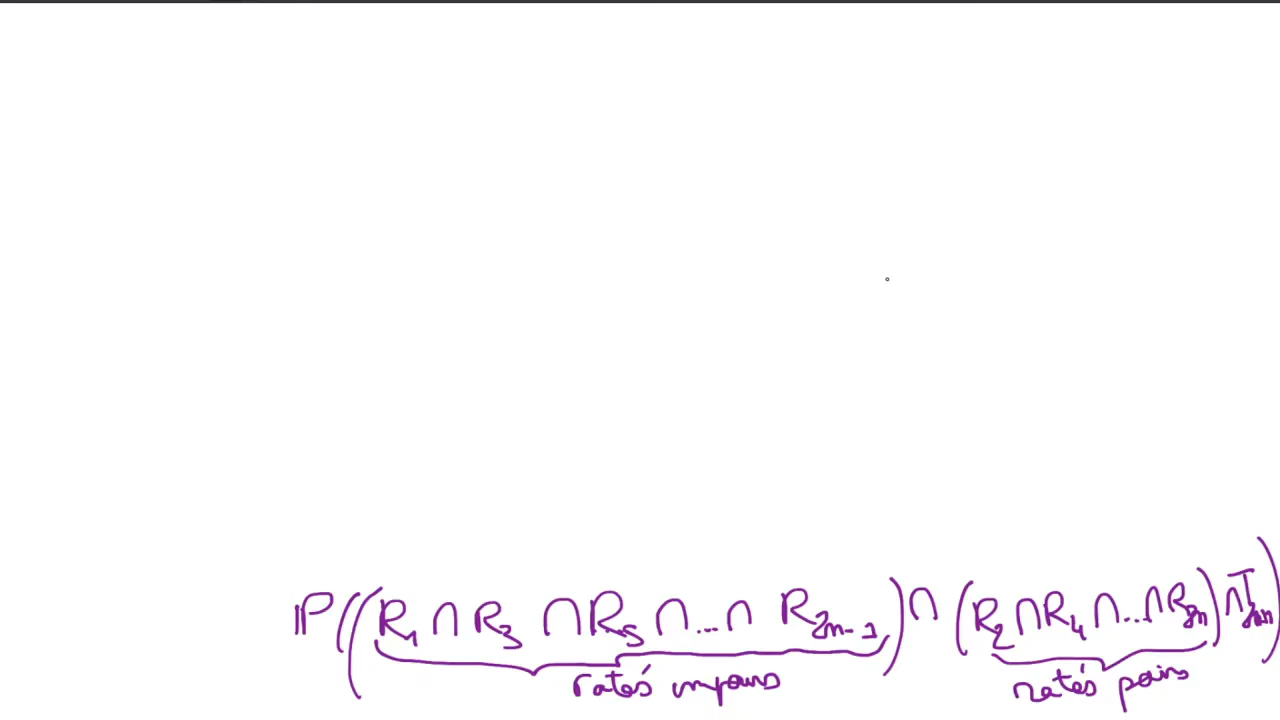 ℙ((R₁ ∩ R₃ ∩ R₅ ∩ ... ∩ R₂ₙ₋₁) ∩ (R₂ ∩ R₄ ∩ ... ∩ R₂ₙ) ∩ T₂ₙ)
ratés impairs ratés pairs